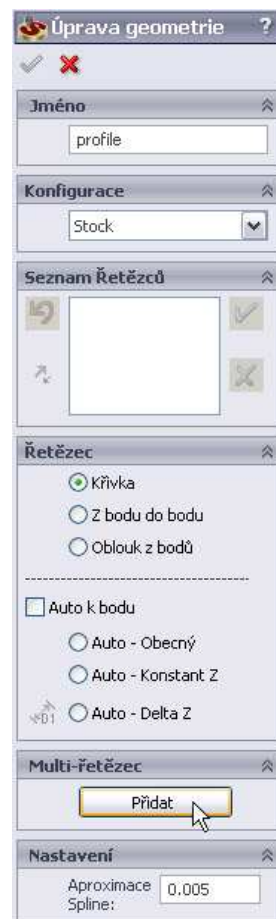 Úprava geometrie ?
Jméno
profile
Konfigurace
Stock
Seznam Řetězců
Řetězec
Křivka
Z bodu do bodu
Oblouk z bodů
Auto k bodu
Auto - Obecný
Auto - Konstant Z
Auto - Delta Z
Multi-řetězec
Přidat
Nastavení
Aproximace
Spline:
0.005